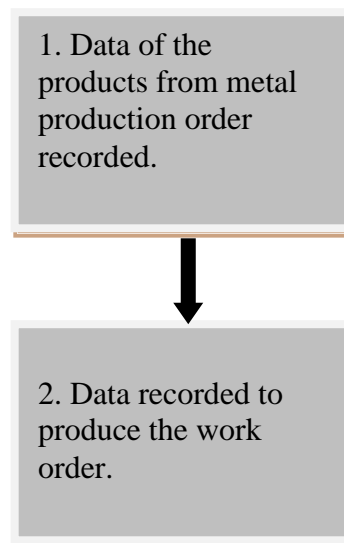 1. Data of the
products from metal
production order
recorded.
2. Data recorded to
produce the work
order.